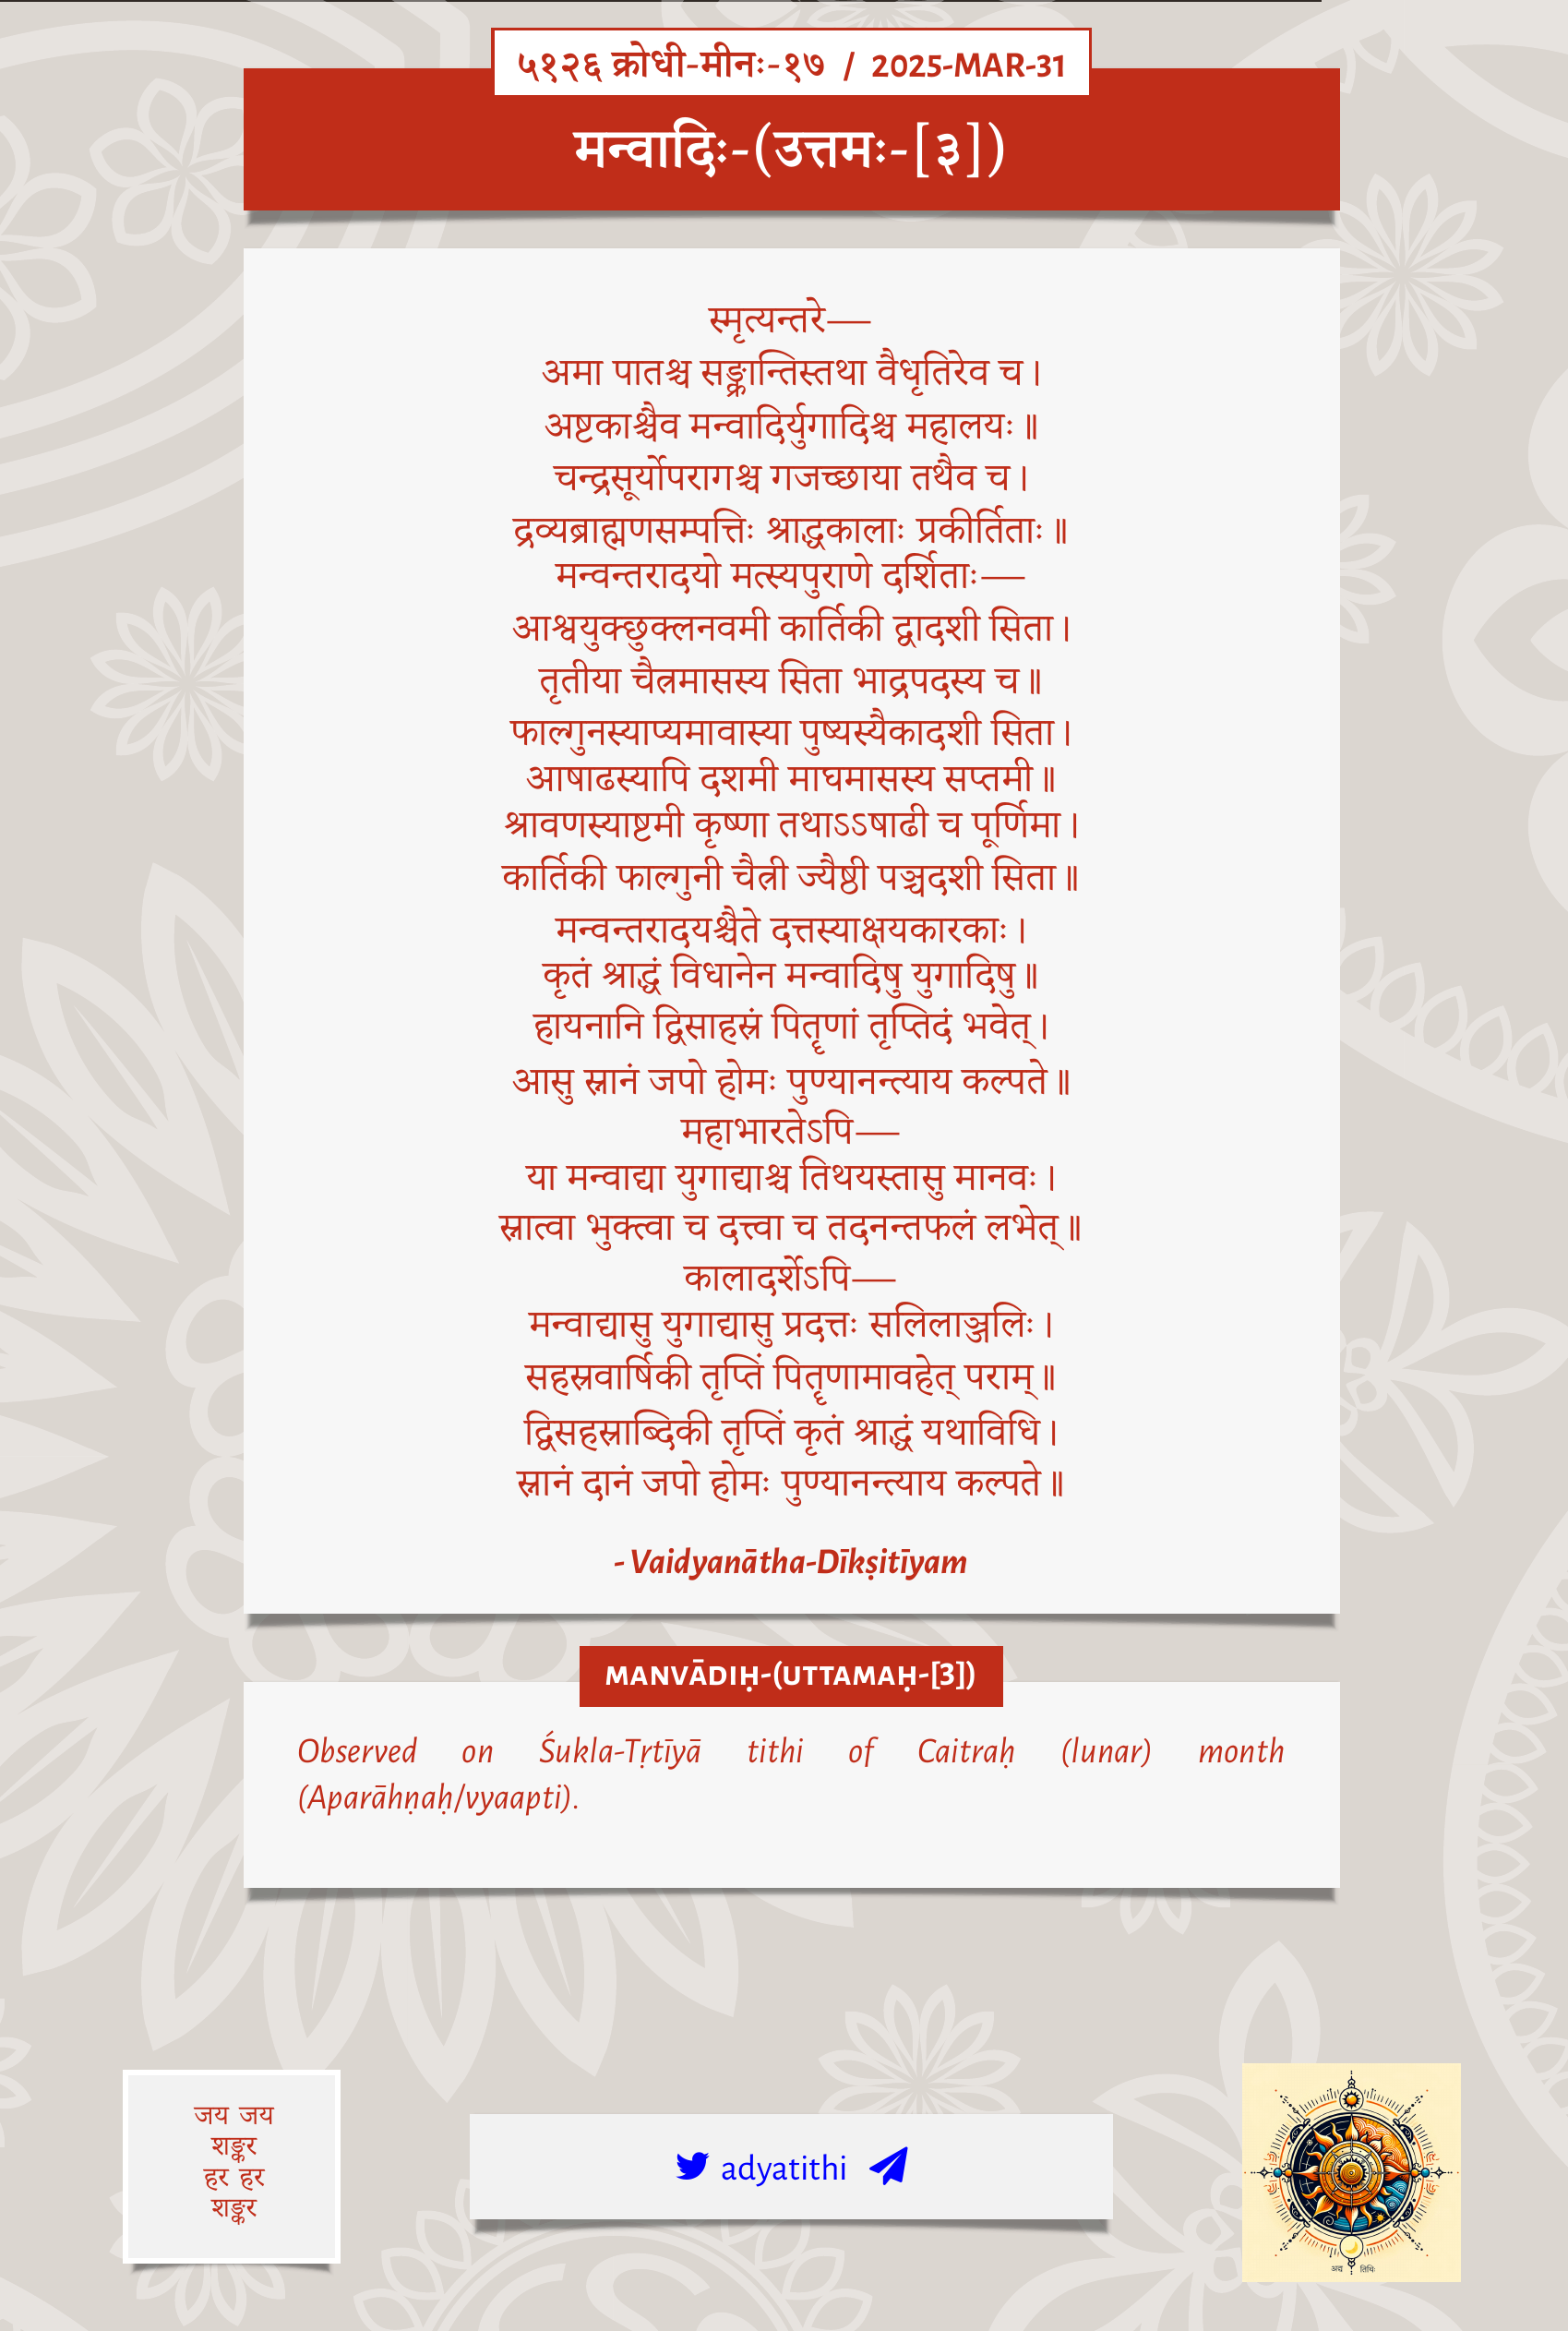 ५१२६ क्रोधी-मीनः-१७ / 2025-MAR-31
मन्वादिः-(उत्तमः-[३])
स्मृत्यन्तरे—
अमा पातश्च सङ्क्रान्तिस्तथा वैधृतिरेव च।
अष्टकाश्चैव मन्वादिर्युगादिश्च महालयः॥
चन्द्रसूर्योपरागश्च गजच्छाया तथैव च।
द्रव्यब्राह्मणसम्पत्तिः श्राद्धकालाः प्रकीर्तिताः॥
मन्वन्तरादयो मत्स्यपुराणे दर्शिताः—
आश्वयुक्छुक्लनवमी कार्तिकी द्वादशी सिता।
तृतीया चैत्रमासस्य सिता भाद्रपदस्य च॥
फाल्गुनस्याप्यमावास्या पुष्यस्यैकादशी सिता।
आषाढस्यापि दशमी माघमासस्य सप्तमी॥
श्रावणस्याष्टमी कृष्णा तथाऽऽषाढी च पूर्णिमा।
कार्तिकी फाल्गुनी चैत्री ज्यैष्ठी पञ्चदशी सिता॥
मन्वन्तरादयश्चैते दत्तस्याक्षयकारकाः।
कृतं श्राद्धं विधानेन मन्वादिषु युगादिषु॥
हायनानि द्विसाहस्रं पितॄणां तृप्तिदं भवेत्।
आसु स्नानं जपो होमः पुण्यानन्त्याय कल्पते॥
महाभारतेऽपि—
या मन्वाद्या युगाद्याश्च तिथयस्तासु मानवः।
स्नात्वा भुक्त्वा च दत्त्वा च तदनन्तफलं लभेत्॥
कालादर्शेऽपि—
मन्वाद्यासु युगाद्यासु प्रदत्तः सलिलाञ्जलिः।
सहस्रवार्षिकी तृप्तिं पितॄणामावहेत् पराम्॥
द्विसहस्राब्दिकी तृप्तिं कृतं श्राद्धं यथाविधि।
स्नानं दानं जपो होमः पुण्यानन्त्याय कल्पते॥
- Vaidyanātha-Dīkṣitīyam
MANVĀDIḤ-(UTTAMAḤ-[3])
Observed on Śukla-Tṛtīyā tithi of Caitraḥ (lunar) month
(Aparāhṇaḥ/vyaapti).
जय जय
शङ्कर
हर हर
शङ्कर
adyatithi
अद्य तिथिः